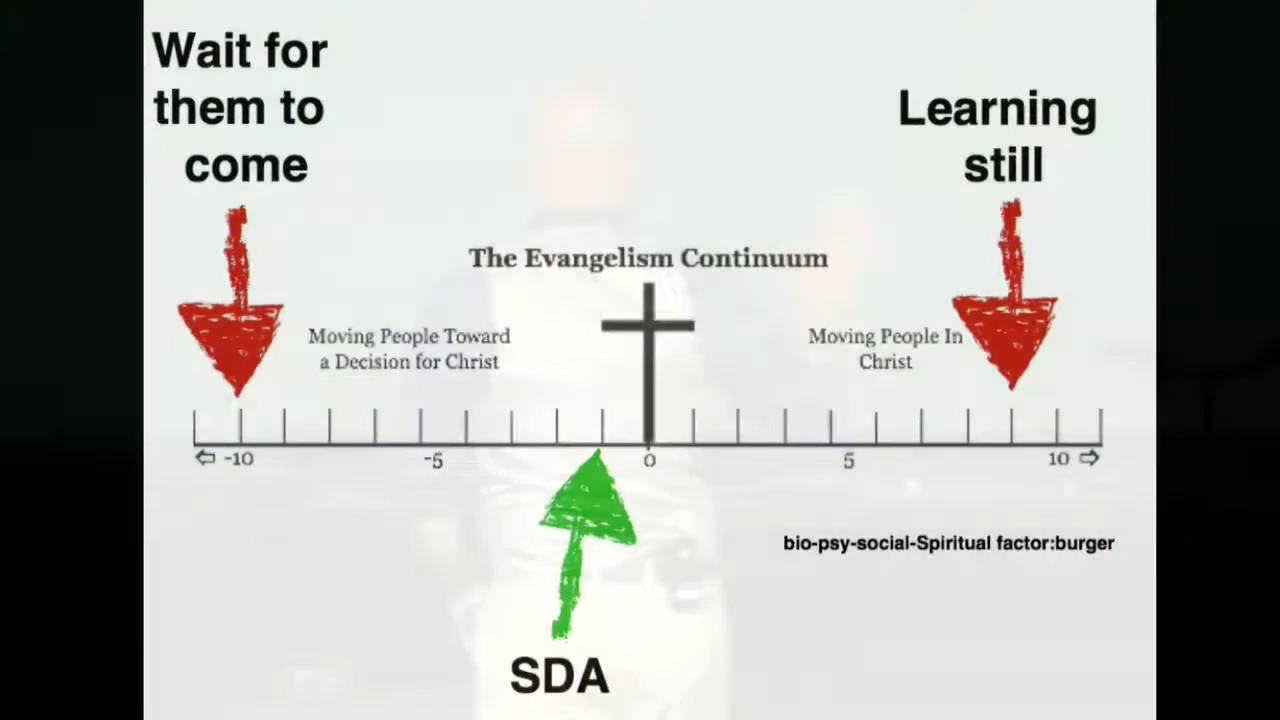 Wait for
them to
come
Learning
still
The Evangelism Continuum
Moving People Toward
a Decision for Christ
Moving People In
Christ
-10
-5
0
5
10
bio-psy-social-Spiritual factor:burger
SDA